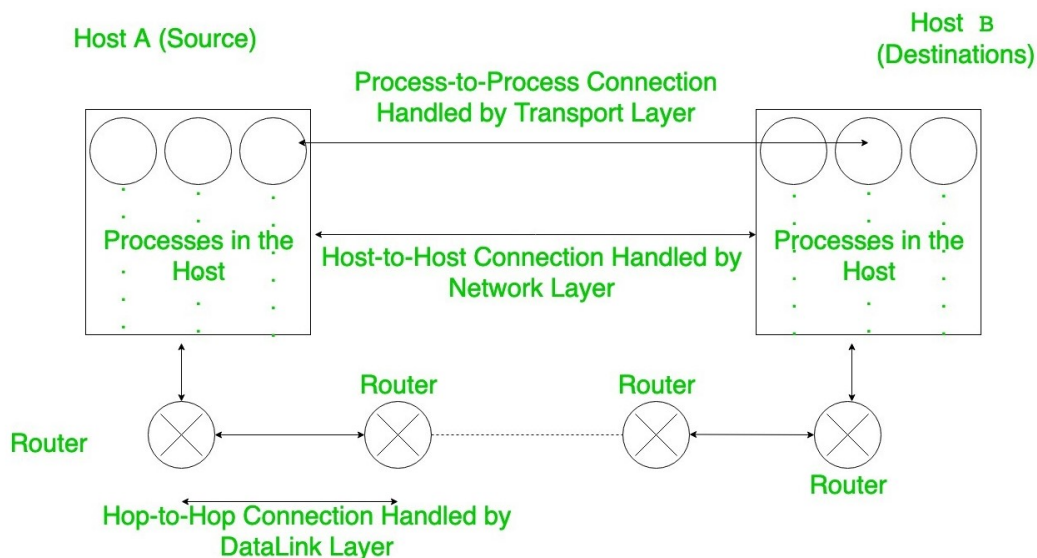 Host A (Source)
Host B
(Destinations)
Process-to-Process Connection
Handled by Transport Layer
Processes in the
Host
Host-to-Host Connection Handled by
Network Layer
Processes in the
Host
Router
Router
Router
Router
Hop-to-Hop Connection Handled by
DataLink Layer